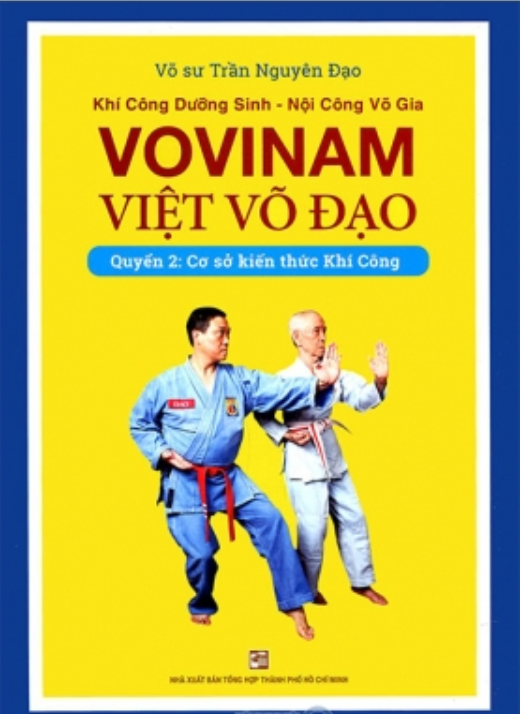 Võ sư Trần Nguyên Đạo
Khí Công Dưỡng Sinh - Nội Công Võ Gia
VOVINAM
VIỆT VÕ ĐẠO
Quyển 2: Cơ sở kiến thức Khí Công
NHÀ XUẤT BẢN TỔNG HỢP THÀNH PHỐ HỒ CHÍ MINH